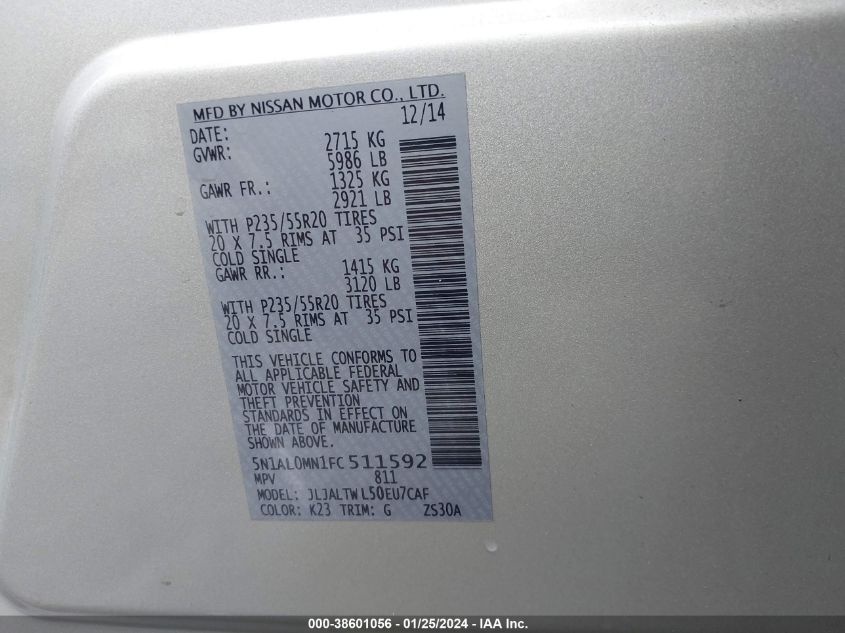 MFD BY NISSAN MOTOR CO., LTD.
DATE: 12/14
GVWR: 2715 KG
5986 LB
GAWR FR.: 1325 KG
2921 LB
WITH P235/55R20 TIRES
20 X 7.5 RIMS AT 35 PSI
COLD SINGLE
GAWR RR.: 1415 KG
3120 LB
WITH P235/55R20 TIRES
20 X 7.5 RIMS AT 35 PSI
COLD SINGLE
THIS VEHICLE CONFORMS TO
ALL APPLICABLE FEDERAL
MOTOR VEHICLE SAFETY AND
THEFT PREVENTION
STANDARDS IN EFFECT ON
THE DATE OF MANUFACTURE
SHOWN ABOVE.
5N1AL0MN1FC511592
MPV 811
MODEL: JLJALTWL50EU7CAF
COLOR: K23 TRIM: G ZS30A
000-38601056 - 01/25/2024 - IAA Inc.